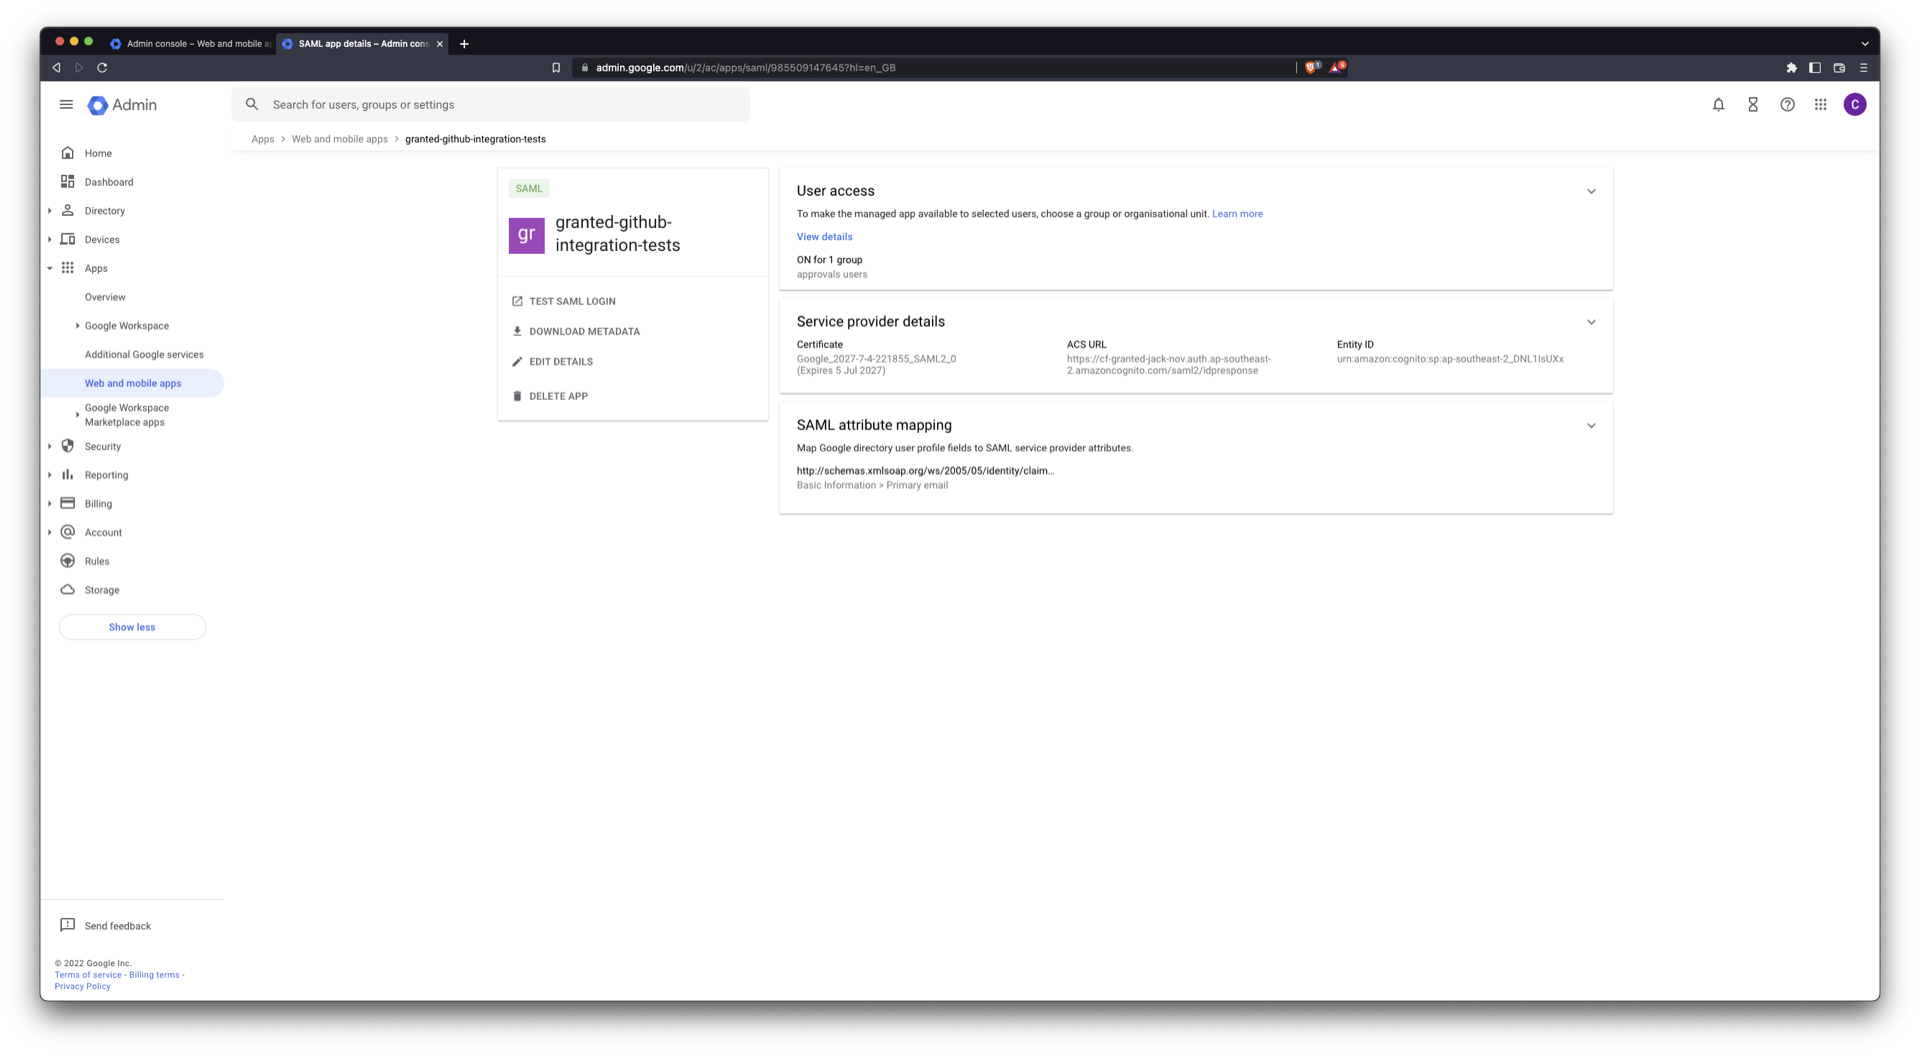 Admin console – Web and mobile a
SAML app details – Admin cons
admin.google.com/u/2/ac/apps/saml/985509147645?hl=en_GB
1
6
Admin
Search for users, groups or settings
C
Apps > Web and mobile apps > granted-github-integration-tests
Home
Dashboard
Directory
Devices
Apps
Overview
Google Workspace
Additional Google services
Web and mobile apps
Google Workspace
Marketplace apps
Security
Reporting
Billing
Account
Rules
Storage
Show less
Send feedback
© 2022 Google Inc.
Terms of service - Billing terms -
Privacy Policy
SAML
gr
granted-github-
integration-tests
TEST SAML LOGIN
DOWNLOAD METADATA
EDIT DETAILS
DELETE APP
User access
To make the managed app available to selected users, choose a group or organisational unit. Learn more
View details
ON for 1 group
approvals users
Service provider details
Certificate
Google_2027-7-4-221855_SAML2_0
(Expires 5 Jul 2027)
ACS URL
https://cf-granted-jack-nov.auth.ap-southeast-
2.amazoncognito.com/saml2/idpresponse
Entity ID
urn:amazon:cognito:sp:ap-southeast-2_DNL1IsUXx
SAML attribute mapping
Map Google directory user profile fields to SAML service provider attributes.
http://schemas.xmlsoap.org/ws/2005/05/identity/claim...
Basic Information > Primary email